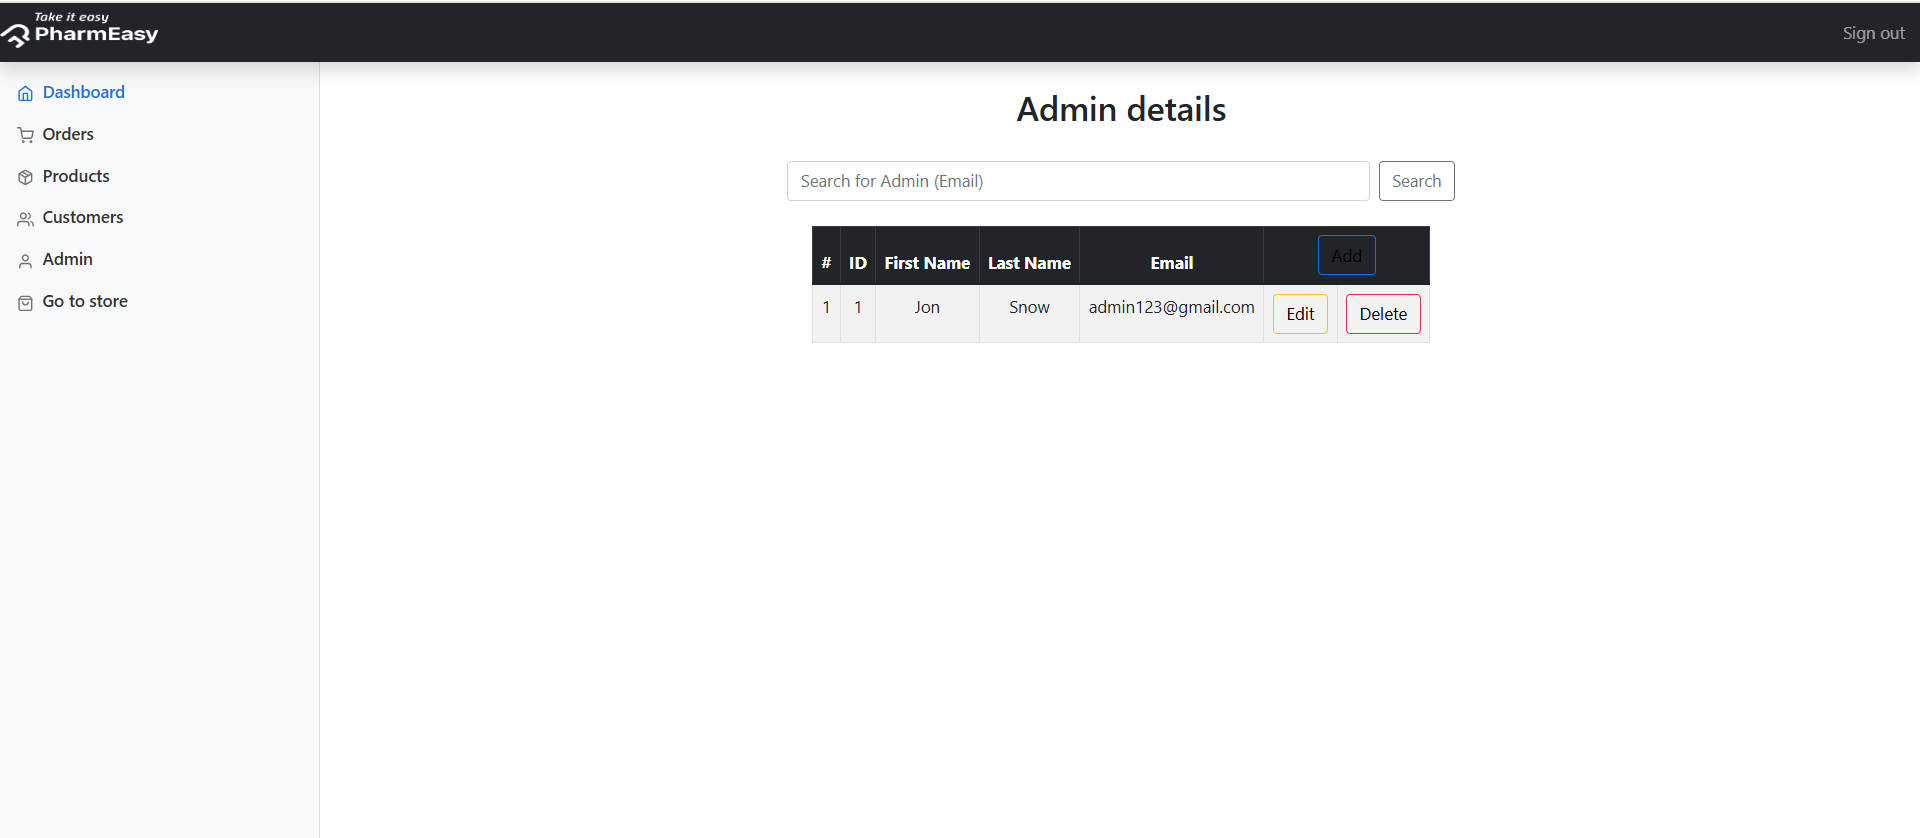 Take it easy
PharmEasy
Sign out
Dashboard
Orders
Products
Customers
Admin
Go to store
Admin details
Search for Admin (Email) Search
# ID First Name Last Name Email Add
1 1 Jon Snow admin123@gmail.com Edit Delete